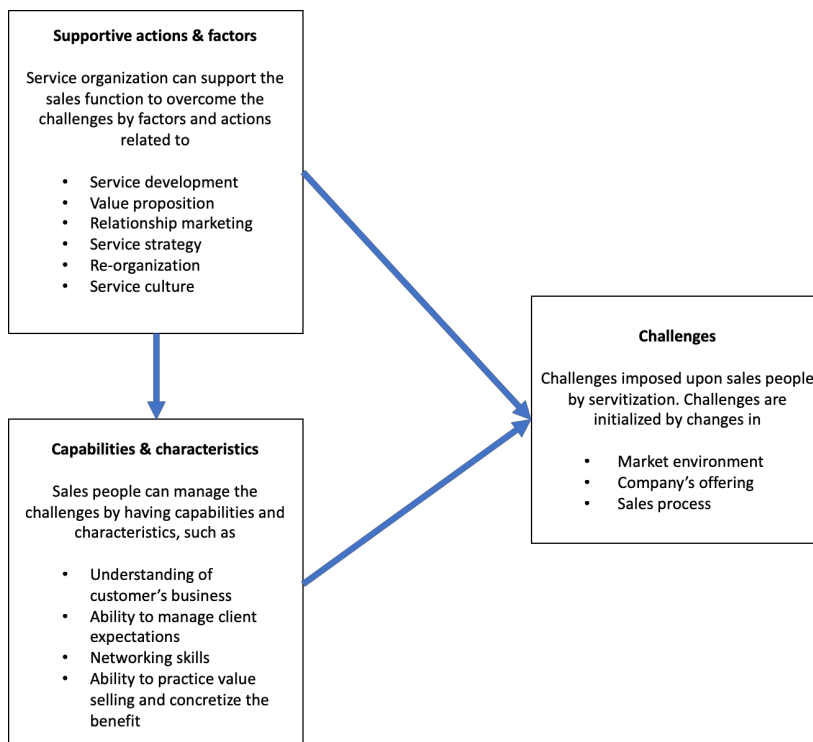 Supportive actions & factors
Service organization can support the
sales function to overcome the
challenges by factors and actions
related to
• Service development
• Value proposition
• Relationship marketing
• Service strategy
• Re-organization
• Service culture
Capabilities & characteristics
Sales people can manage the
challenges by having capabilities and
characteristics, such as
• Understanding of
customer's business
• Ability to manage client
expectations
• Networking skills
• Ability to practice value
selling and concretize the
benefit
Challenges
Challenges imposed upon sales people
by servitization. Challenges are
initialized by changes in
• Market environment
• Company's offering
• Sales process